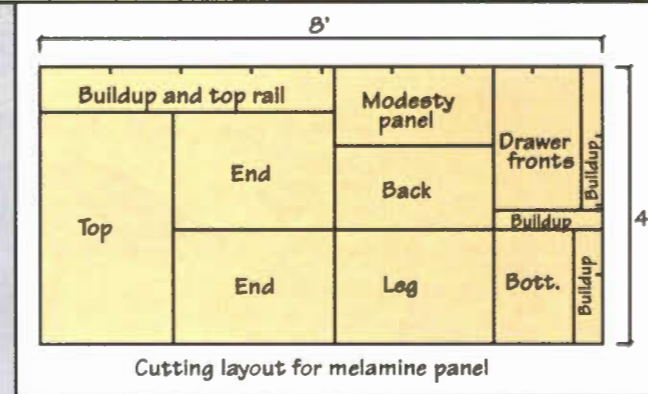 8'
Buildup and top rail
Modesty
panel
Drawer
fronts
Buildup
End
Back
Top
Buildup
4
End
Leg
Bott.
Buildup
Cutting layout for melamine panel